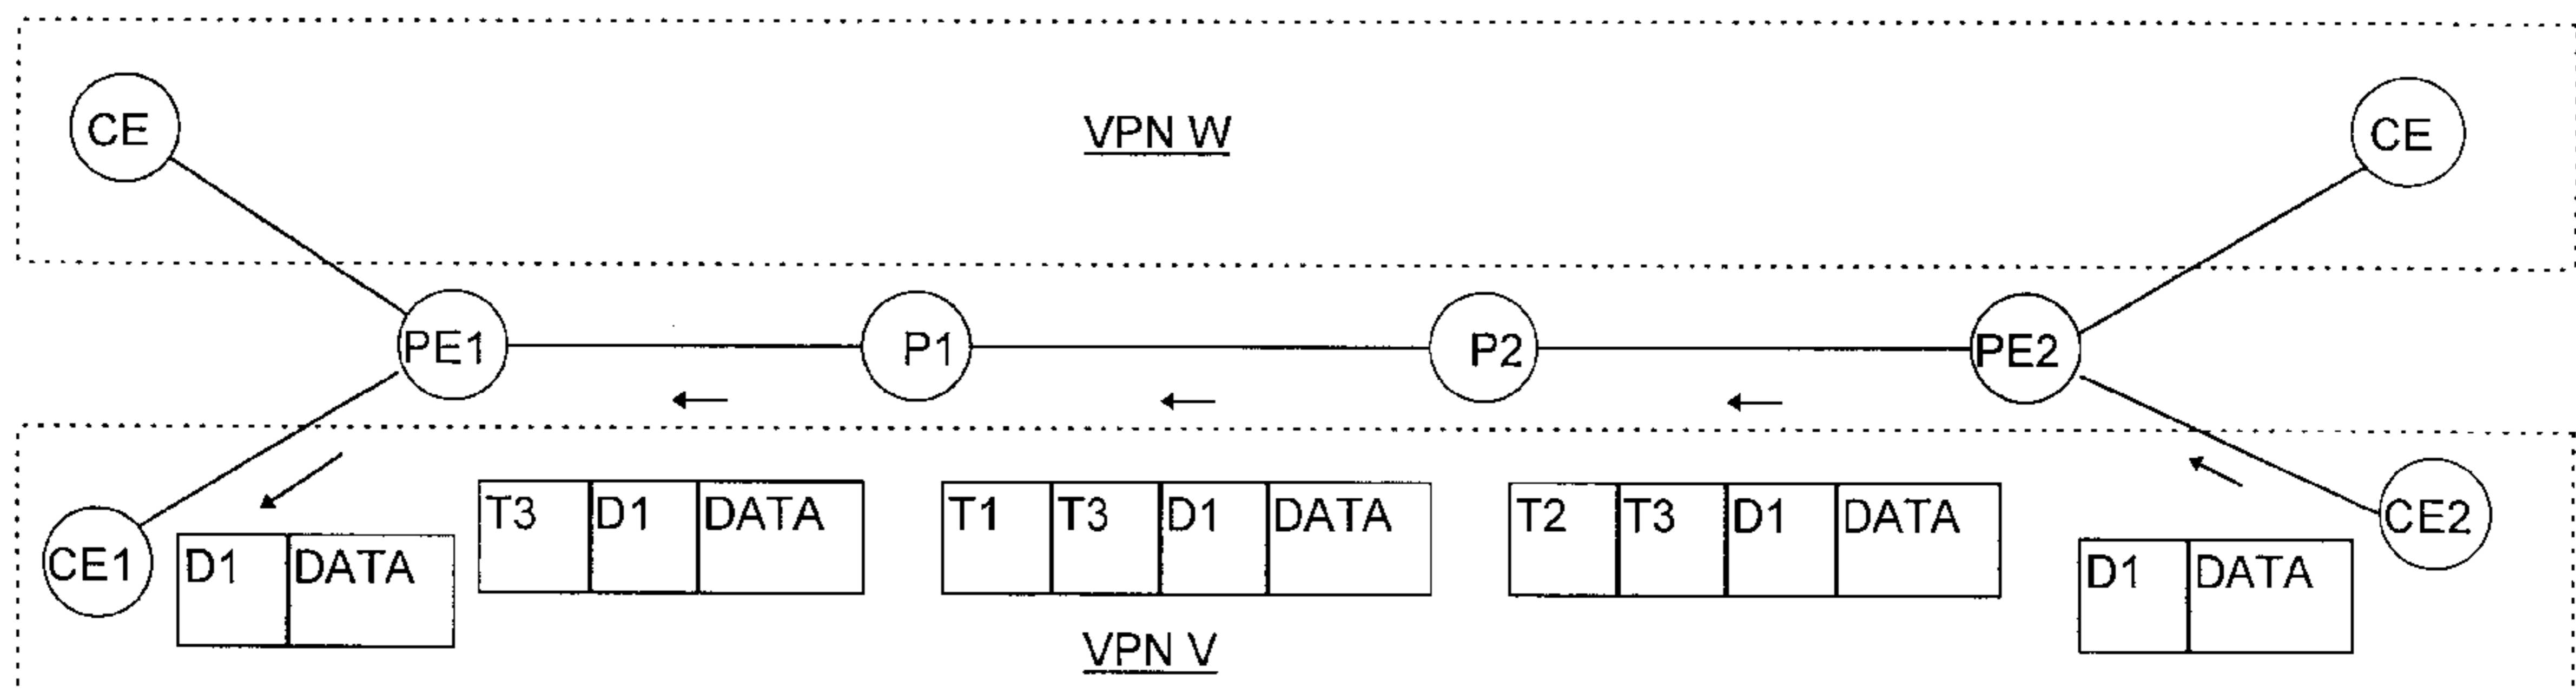 CE
VPN W
CE
PE1
P1
P2
PE2
T3 D1 DATA
T1 T3 D1 DATA
T2 T3 D1 DATA
CE2
CE1
D1 DATA
D1 DATA
VPN V